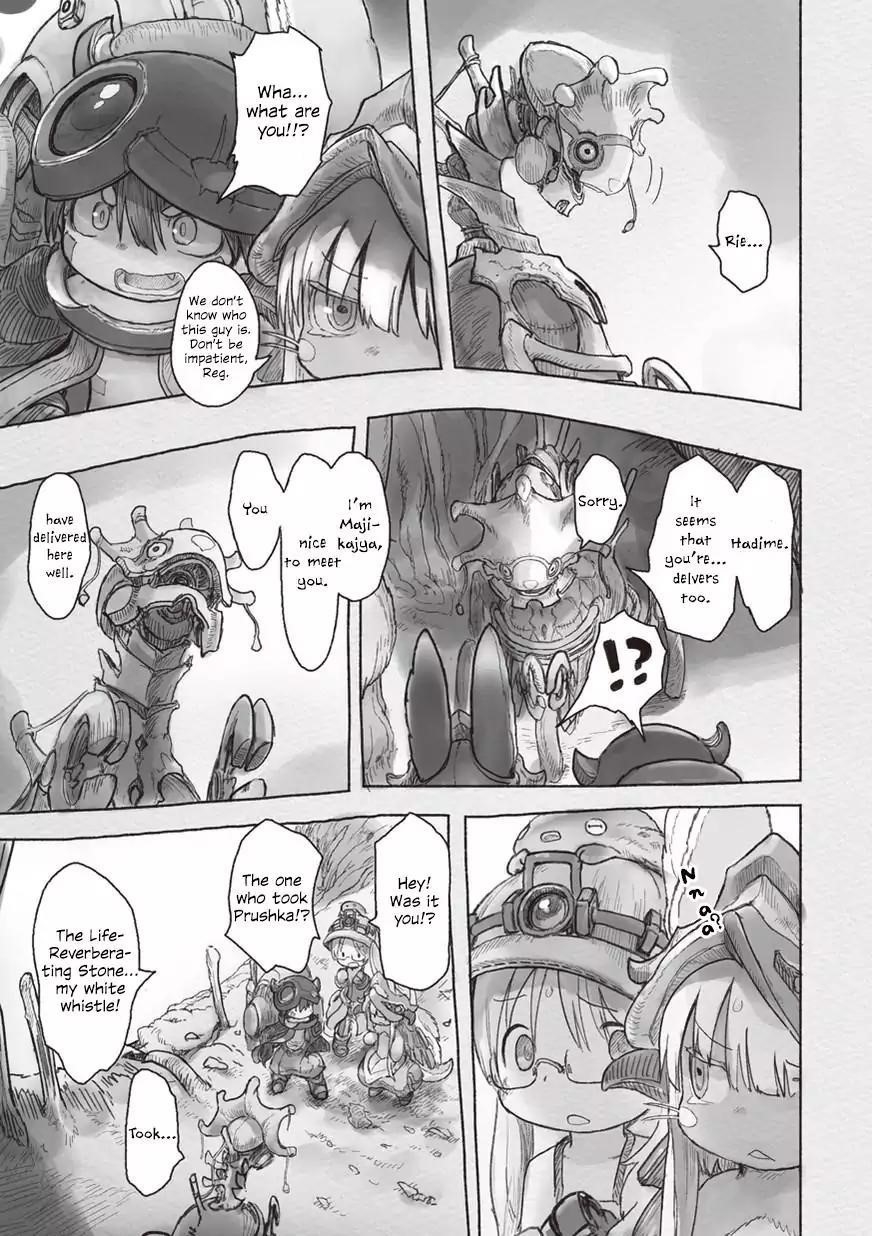 Rie...
Wha...
what are
you!!?
We don't
know who
this guy is.
Don't be
impatient,
Reg.
Hadime.
It
seems
that
you're...
delvers
too.
Sorry.
!?
I'm
Maji-
kajya,
nice
to meet
you.
You
have
delivered
here
well.
Hey!
Was it
you!?
The one
who took
Prushka!?
The Life-
Reverbera-
ting Stone...
my white
whistle!
Took...